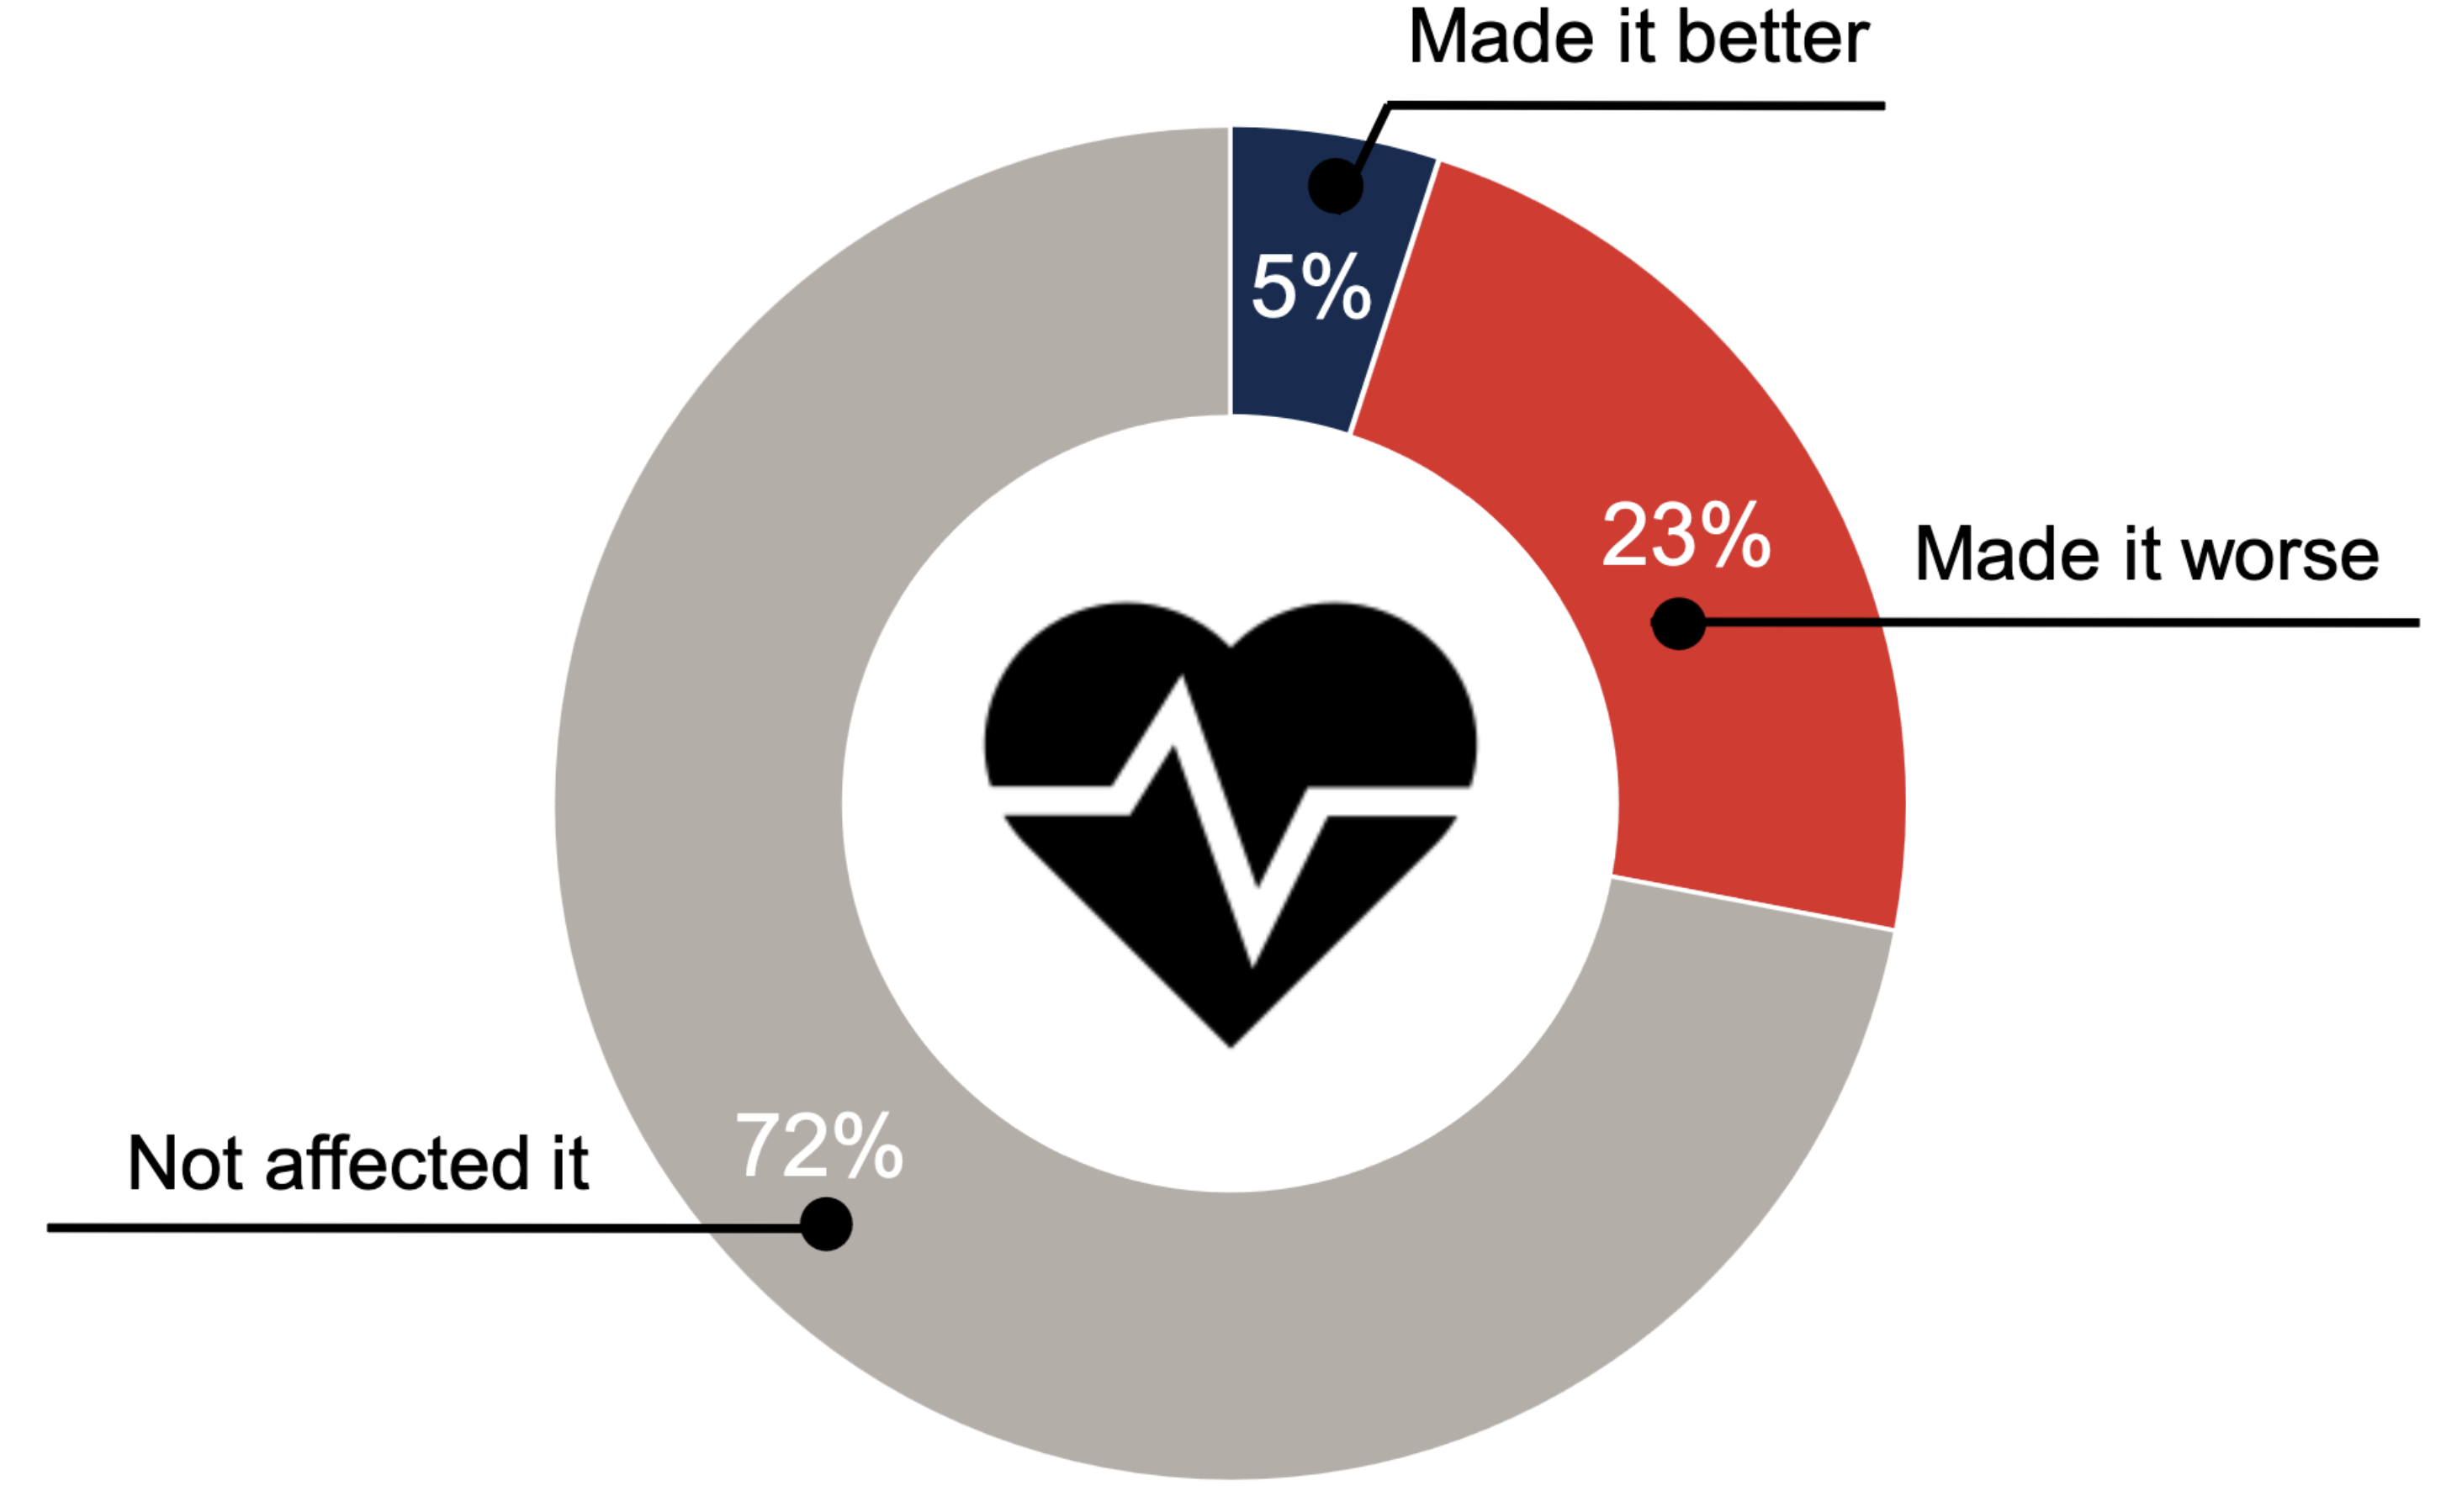 Made it better
5%
23%
Made it worse
72%
Not affected it